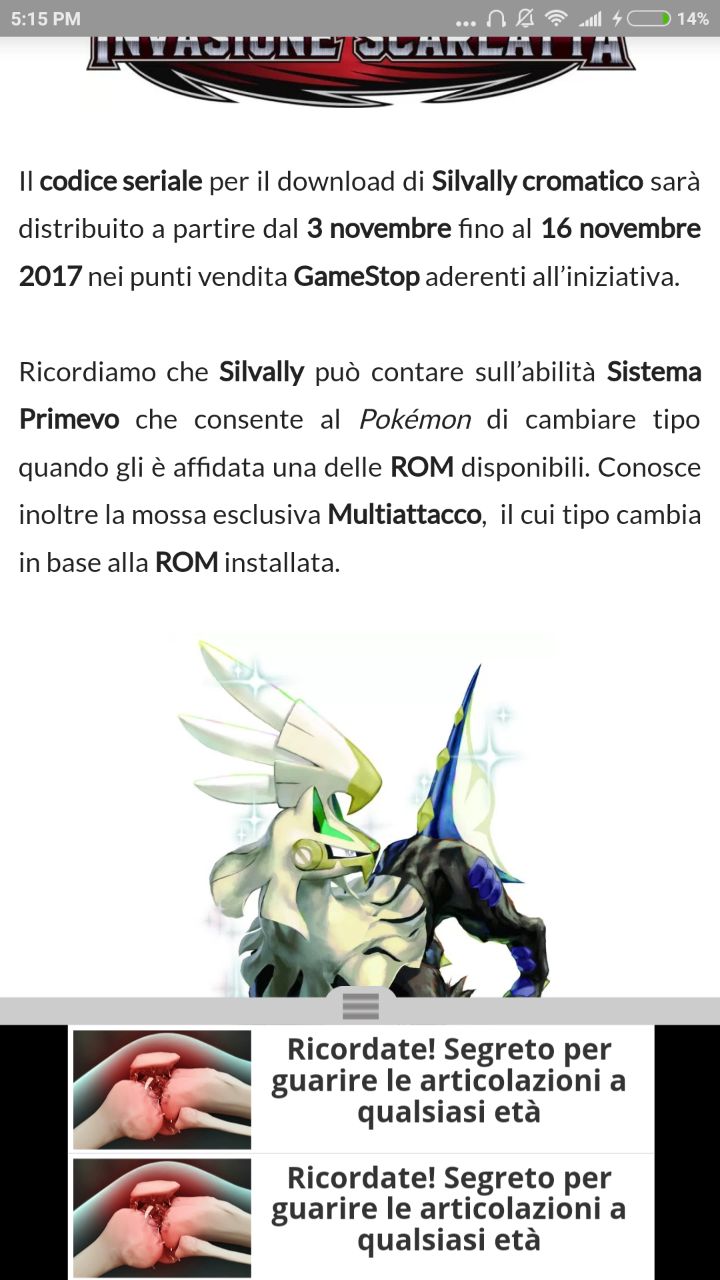 5:15 PM
14%
INVASIONE SCARLATTA
Il codice seriale per il download di Silvally cromatico sarà
distribuito a partire dal 3 novembre fino al 16 novembre
2017 nei punti vendita GameStop aderenti all’iniziativa.
Ricordiamo che Silvally può contare sull’abilità Sistema
Primevo che consente al Pokémon di cambiare tipo
quando gli è affidata una delle ROM disponibili. Conosce
inoltre la mossa esclusiva Multiattacco, il cui tipo cambia
in base alla ROM installata.
Ricordate! Segreto per
guarire le articolazioni a
qualsiasi età
Ricordate! Segreto per
guarire le articolazioni a
qualsiasi età